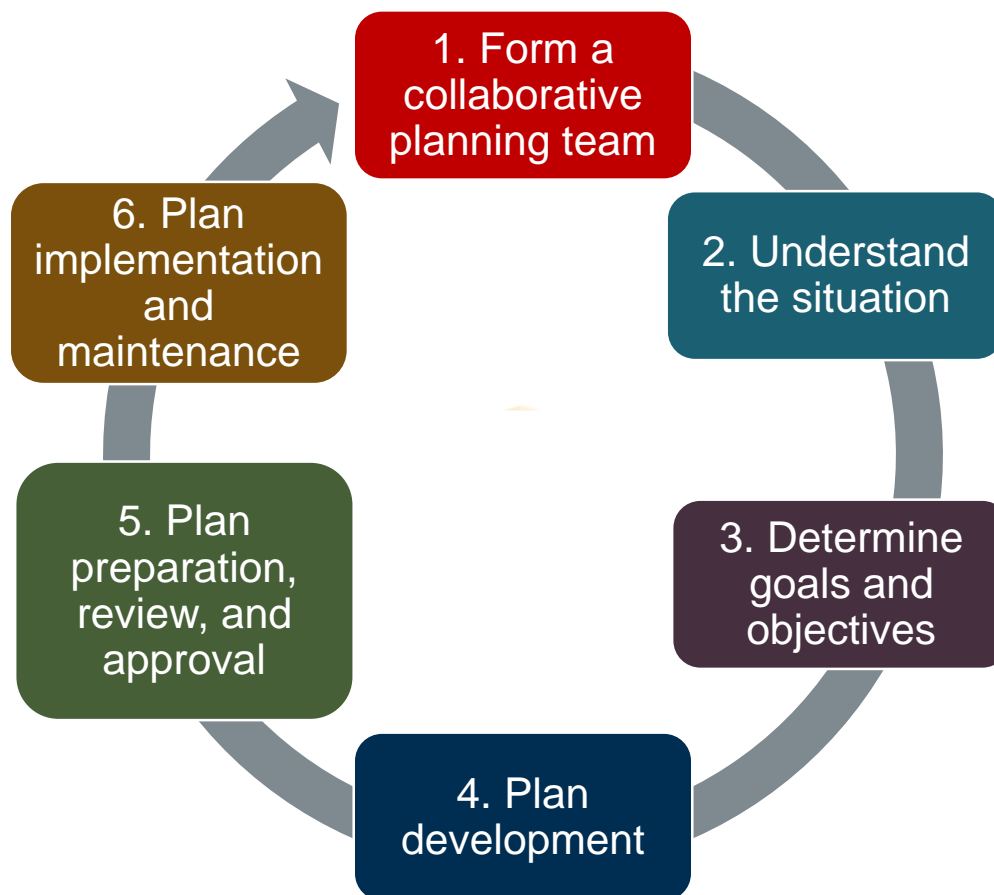 1. Form a
collaborative
planning team
2. Understand
the situation
3. Determine
goals and
objectives
4. Plan
development
5. Plan
preparation,
review, and
approval
6. Plan
implementation
and
maintenance